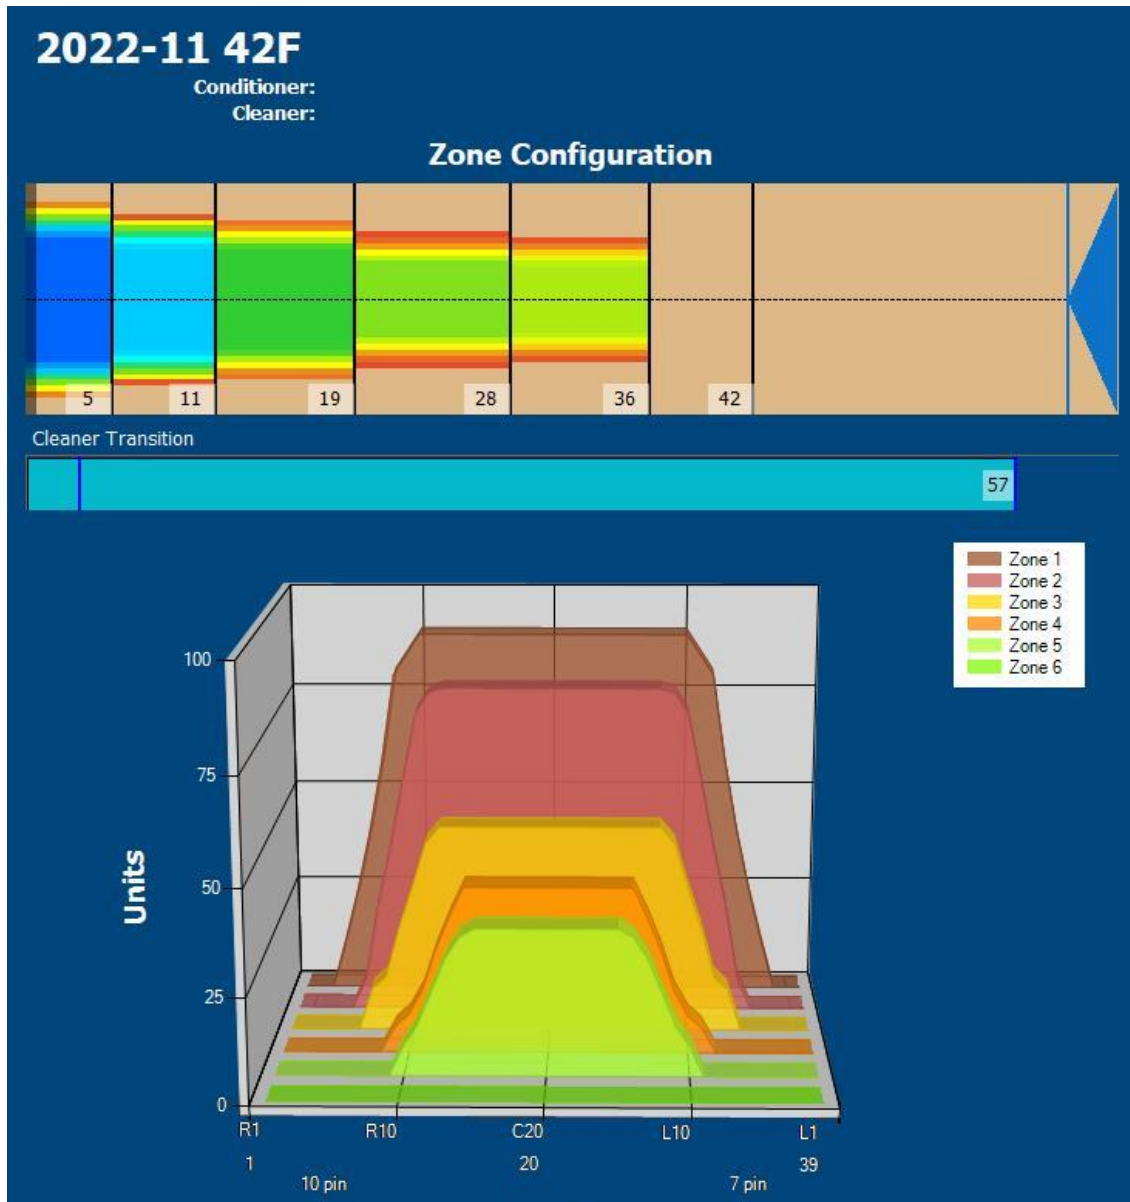 2022-11 42F
Conditioner:
Cleaner:
Zone Configuration
5 11 19 28 36 42
Cleaner Transition
57
Zone 1
Zone 2
Zone 3
Zone 4
Zone 5
Zone 6
100
75
50
25
0
Units
R1 R10 C20 L10 L1
1 20 39
10 pin 7 pin